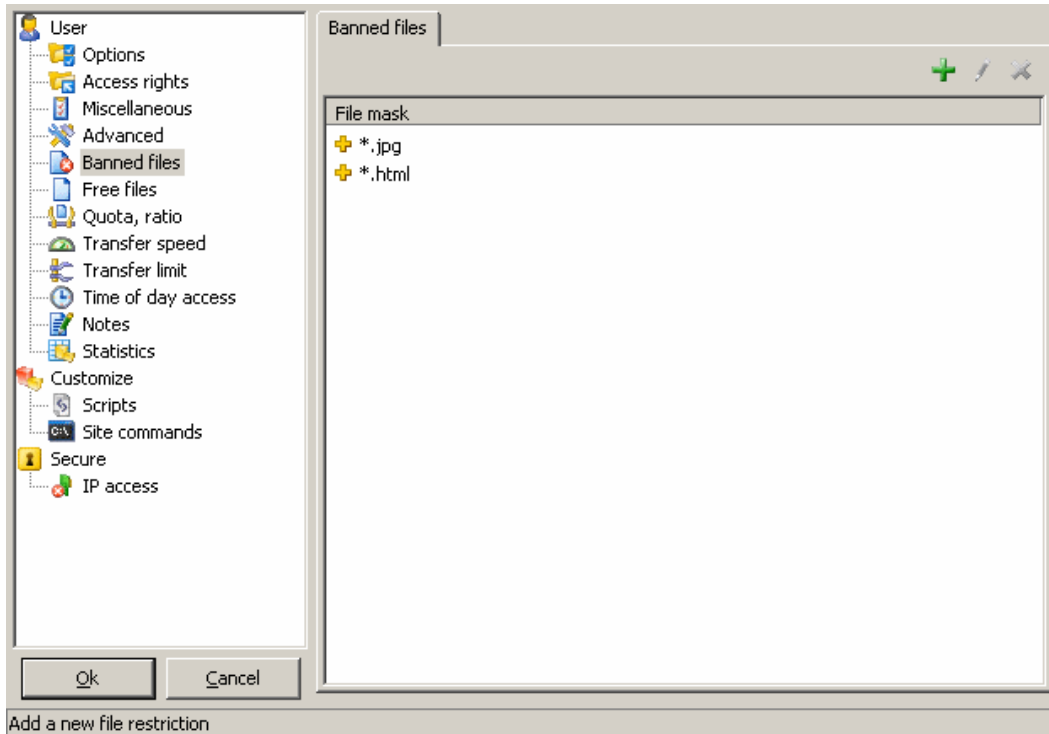 User
Options
Access rights
Miscellaneous
Advanced
Banned files
Free files
Quota, ratio
Transfer speed
Transfer limit
Time of day access
Notes
Statistics
Customize
Scripts
Site commands
Secure
IP access
Ok
Cancel
Banned files
File mask
*.jpg
*.html
Add a new file restriction